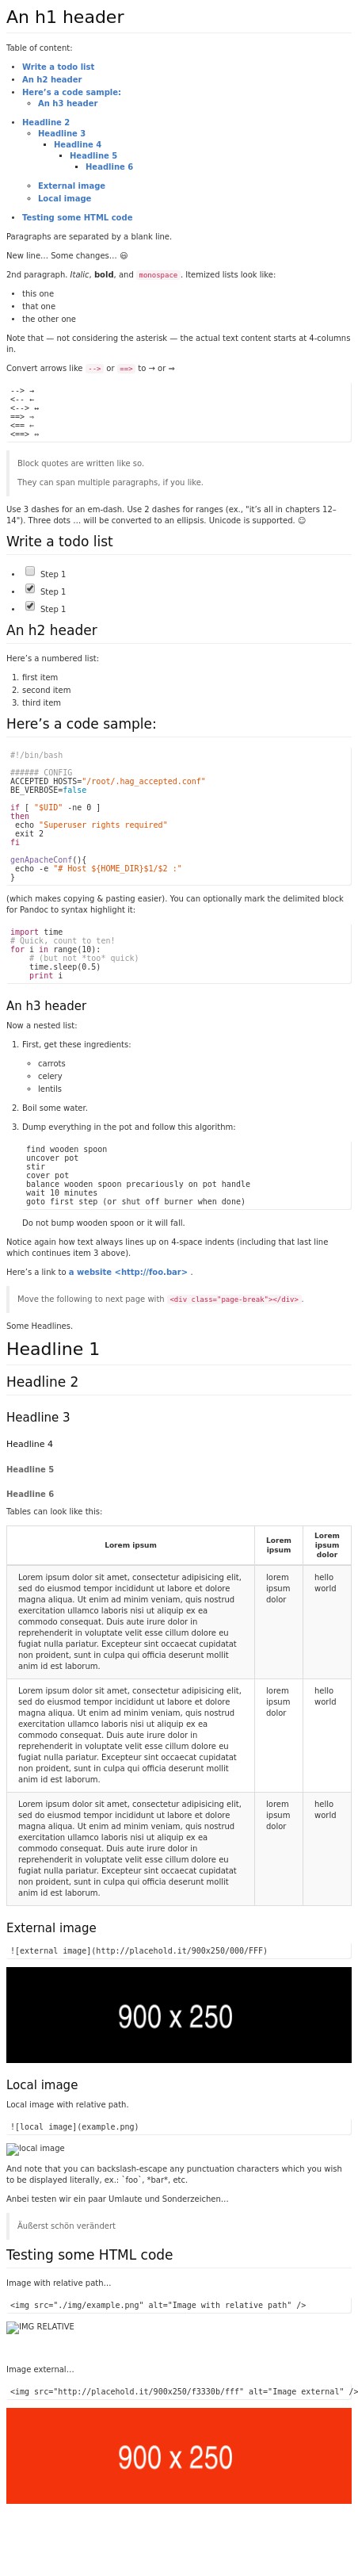 An h1 header
Table of content:
• Write a todo list
• An h2 header
• Here’s a code sample:
◦ An h3 header
• Headline 2
◦ Headline 3
▪ Headline 4
▪ Headline 5
▪ Headline 6
◦ External image
◦ Local image
• Testing some HTML code
Paragraphs are separated by a blank line.
New line… Some changes… 😃
2nd paragraph. Italic, bold, and monospace. Itemized lists look like:
• this one
• that one
• the other one
Note that — not considering the asterisk — the actual text content starts at 4-columns
in.
Convert arrows like --> or ==> to → or ⇒
--> →
<-- ←
<--> ↔
==> ⇒
<== ⇐
<==> ⇔
Block quotes are written like so.
They can span multiple paragraphs, if you like.
Use 3 dashes for an em-dash. Use 2 dashes for ranges (ex., "it’s all in chapters 12–
14"). Three dots … will be converted to an ellipsis. Unicode is supported. ☺
Write a todo list
• ☐ Step 1
• ☑ Step 1
• ☑ Step 1
An h2 header
Here’s a numbered list:
1. first item
2. second item
3. third item
Here’s a code sample:
#!/bin/bash
###### CONFIG
ACCEPTED_HOSTS="/root/.hag_accepted.conf"
BE_VERBOSE=false
if [ "$UID" -ne 0 ]
then
echo "Superuser rights required"
exit 2
fi
genApacheConf(){
echo -e "# Host ${HOME_DIR}$1/$2 :"
}
(which makes copying & pasting easier). You can optionally mark the delimited block
for Pandoc to syntax highlight it:
import time
# Quick, count to ten!
for i in range(10):
# (but not *too* quick)
time.sleep(0.5)
print i
An h3 header
Now a nested list:
1. First, get these ingredients:
◦ carrots
◦ celery
◦ lentils
2. Boil some water.
3. Dump everything in the pot and follow this algorithm:
find wooden spoon
uncover pot
stir
cover pot
balance wooden spoon precariously on pot handle
wait 10 minutes
goto first step (or shut off burner when done)
Do not bump wooden spoon or it will fall.
Notice again how text always lines up on 4-space indents (including that last line
which continues item 3 above).
Here’s a link to a website <http://foo.bar> .
Move the following to next page with <div class="page-break"></div>.
Some Headlines.
Headline 1
Headline 2
Headline 3
Headline 4
Headline 5
Headline 6
Tables can look like this:
Lorem ipsum
Lorem
ipsum
Lorem
ipsum
dolor
Lorem ipsum dolor sit amet, consectetur adipisicing elit,
sed do eiusmod tempor incididunt ut labore et dolore
magna aliqua. Ut enim ad minim veniam, quis nostrud
exercitation ullamco laboris nisi ut aliquip ex ea
commodo consequat. Duis aute irure dolor in
reprehenderit in voluptate velit esse cillum dolore eu
fugiat nulla pariatur. Excepteur sint occaecat cupidatat
non proident, sunt in culpa qui officia deserunt mollit
anim id est laborum.
lorem
ipsum
dolor
hello
world
Lorem ipsum dolor sit amet, consectetur adipisicing elit,
sed do eiusmod tempor incididunt ut labore et dolore
magna aliqua. Ut enim ad minim veniam, quis nostrud
exercitation ullamco laboris nisi ut aliquip ex ea
commodo consequat. Duis aute irure dolor in
reprehenderit in voluptate velit esse cillum dolore eu
fugiat nulla pariatur. Excepteur sint occaecat cupidatat
non proident, sunt in culpa qui officia deserunt mollit
anim id est laborum.
lorem
ipsum
dolor
hello
world
Lorem ipsum dolor sit amet, consectetur adipisicing elit,
sed do eiusmod tempor incididunt ut labore et dolore
magna aliqua. Ut enim ad minim veniam, quis nostrud
exercitation ullamco laboris nisi ut aliquip ex ea
commodo consequat. Duis aute irure dolor in
reprehenderit in voluptate velit esse cillum dolore eu
fugiat nulla pariatur. Excepteur sint occaecat cupidatat
non proident, sunt in culpa qui officia deserunt mollit
anim id est laborum.
lorem
ipsum
dolor
hello
world
External image
![external image](http://placehold.it/900x250/000/FFF)
900 x 250
Local image
Local image with relative path.
![local image](example.png)
local image
And note that you can backslash-escape any punctuation characters which you wish
to be displayed literally, ex.: `foo`, *bar*, etc.
Anbei testen wir ein paar Umlaute und Sonderzeichen…
Äußerst schön verändert
Testing some HTML code
Image with relative path…
<img src="./img/example.png" alt="Image with relative path" />
IMG RELATIVE
Image external…
<img src="http://placehold.it/900x250/f3330b/fff" alt="Image external" />
900 x 250